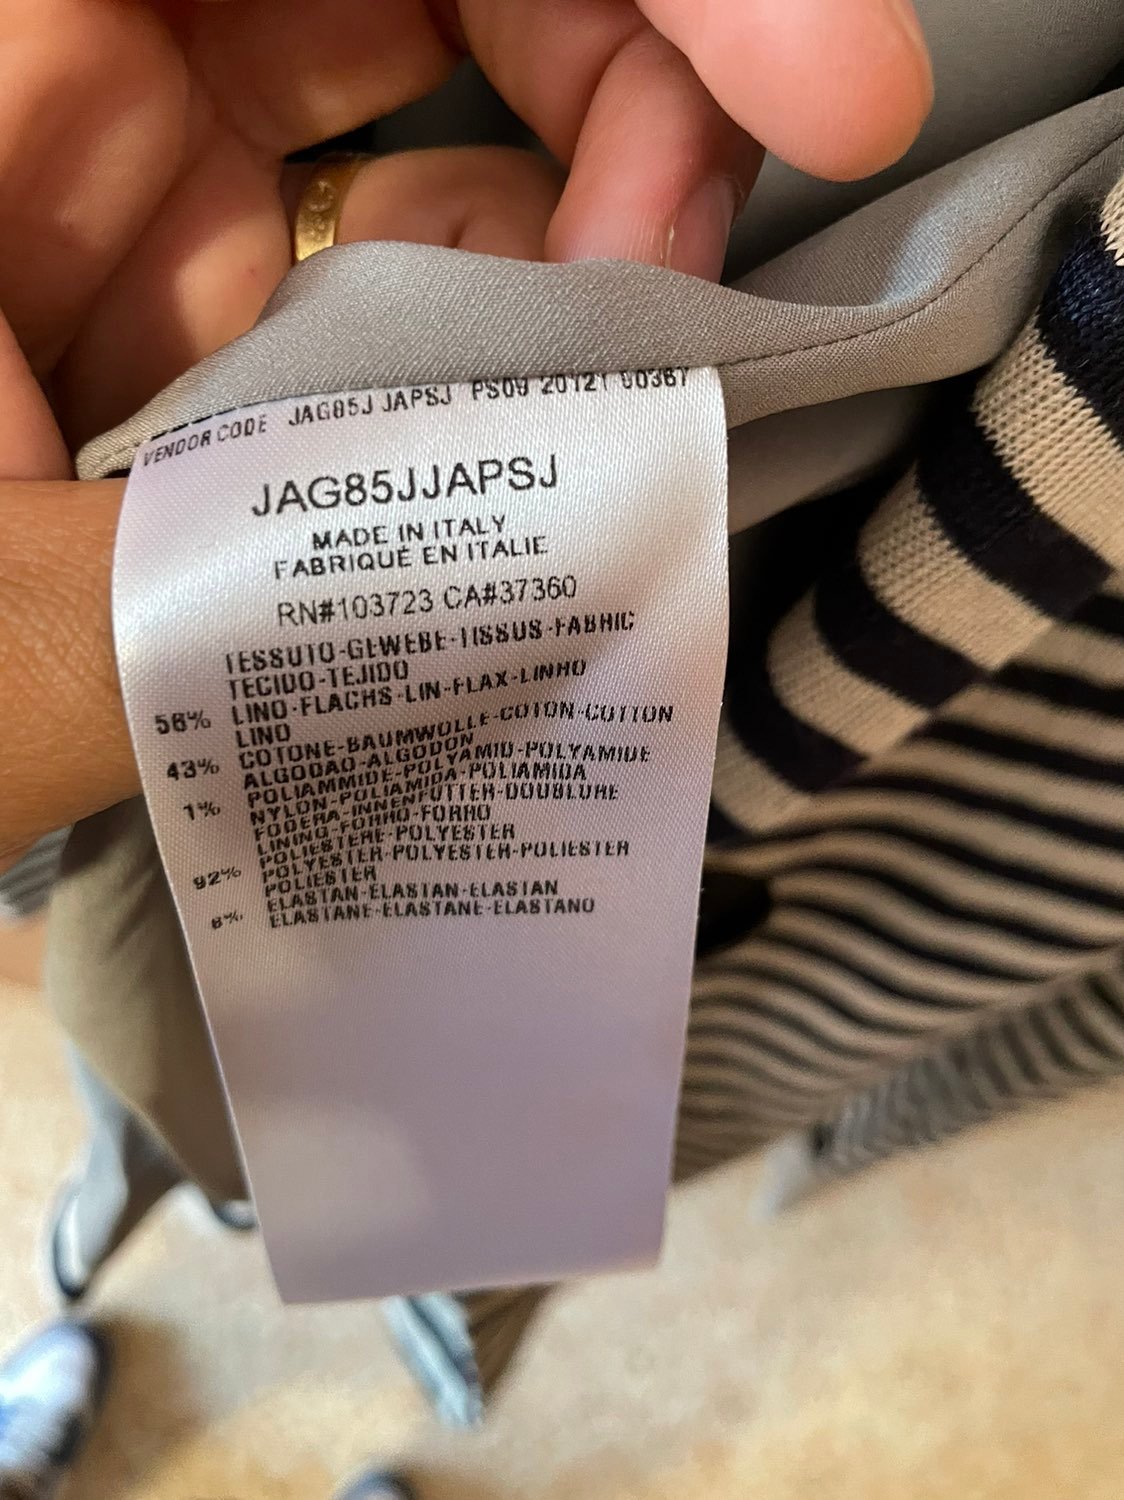 VENDOR CODE JAG85J JAPSJ PS09 20121 00367
JAG85JJAPSJ
MADE IN ITALY
FABRIQUÉ EN ITALIE
RN#103723 CA#37360
TESSUTO-GEWEBE-TISSUS-FABRIC
TECIDO-TEJIDO
56% LINO-FLACHS-LIN-FLAX-LINHO
LINO
43% COTONE-BAUMWOLLE-COTON-COTTON
ALGODAO-ALGODON
1% POLIAMMIDE-POLYAMID-POLYAMIDE
NYLON-POLIAMIDA-POLIAMIDA
FODERA-INNENFUTTER-DOUBLURE
LINING-FORRO-FORRO
92% POLIESTERE-POLYESTER
POLYESTER-POLYESTER-POLIESTER
POLIESTER
8% ELASTAN-ELASTAN-ELASTAN
ELASTANE-ELASTANE-ELASTANO